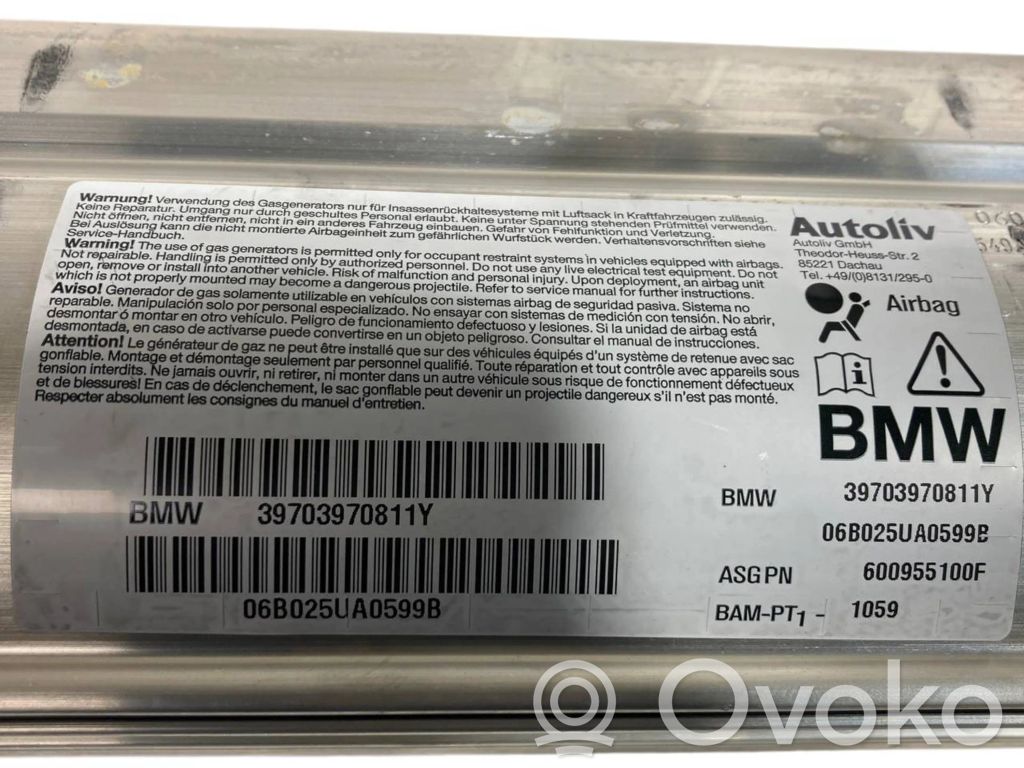 Warnung! Verwendung des Gasgenerators nur für Insassenrückhaltesysteme mit Luftsack in Kraftfahrzeugen zulässig.
Keine Reparatur. Umgang nur durch geschultes Personal erlaubt. Keine unter Spannung stehenden Prüfmittel verwenden.
Nicht öffnen, nicht entfernen, nicht in ein anderes Fahrzeug einbauen. Gefahr von Fehlfunktion und Verletzung.
Bei Auslösung kann die nicht montierte Airbageinheit zum gefährlichen Wurfstück werden. Verhaltensvorschriften siehe
Service-Handbuch.
Warning! The use of gas generators is permitted only for occupant restraint systems in vehicles equipped with airbags.
Not repairable. Handling is permitted only by authorized personnel. Do not use any live electrical test equipment. Do not
open, remove or install into another vehicle. Risk of malfunction and personal injury. Upon deployment, an airbag unit
which is not properly mounted may become a dangerous projectile. Refer to service manual for further instructions.
Aviso! Generador de gas solamente utilizable en vehículos con sistemas airbag de seguridad pasiva. Sistema no
reparable. Manipulación solo por personal especializado. No ensayar con sistemas de medición con tensión. No abrir,
desmontar ó montar en otro vehículo. Peligro de funcionamiento defectuoso y lesiones. Si la unidad de airbag está
desmontada, en caso de activarse puede convertirse en un objeto peligroso. Consultar el manual de instrucciones.
Attention! Le générateur de gaz ne peut être installé que sur des véhicules équipés d'un système de retenue avec sac
gonflable. Montage et démontage seulement par personnel qualifié. Toute réparation et tout contrôle avec appareils sous
tension interdits. Ne jamais ouvrir, ni retirer, ni monter dans un autre véhicule sous risque de fonctionnement défectueux
et de blessures! En cas de déclenchement, le sac gonflable peut devenir un projectile dangereux s'il n'est pas monté.
Respecter absolument les consignes du manuel d'entretien.
Autoliv
Autoliv GmbH
Theodor-Heuss-Str. 2
85221 Dachau
Tel. +49/(0)8131/295-0
Airbag
i
BMW
BMW 39703970811Y
06B025UA0599B
BMW 39703970811Y
06B025UA0599B
ASG PN 600955100F
BAM-PT1 - 1059
Ovoko